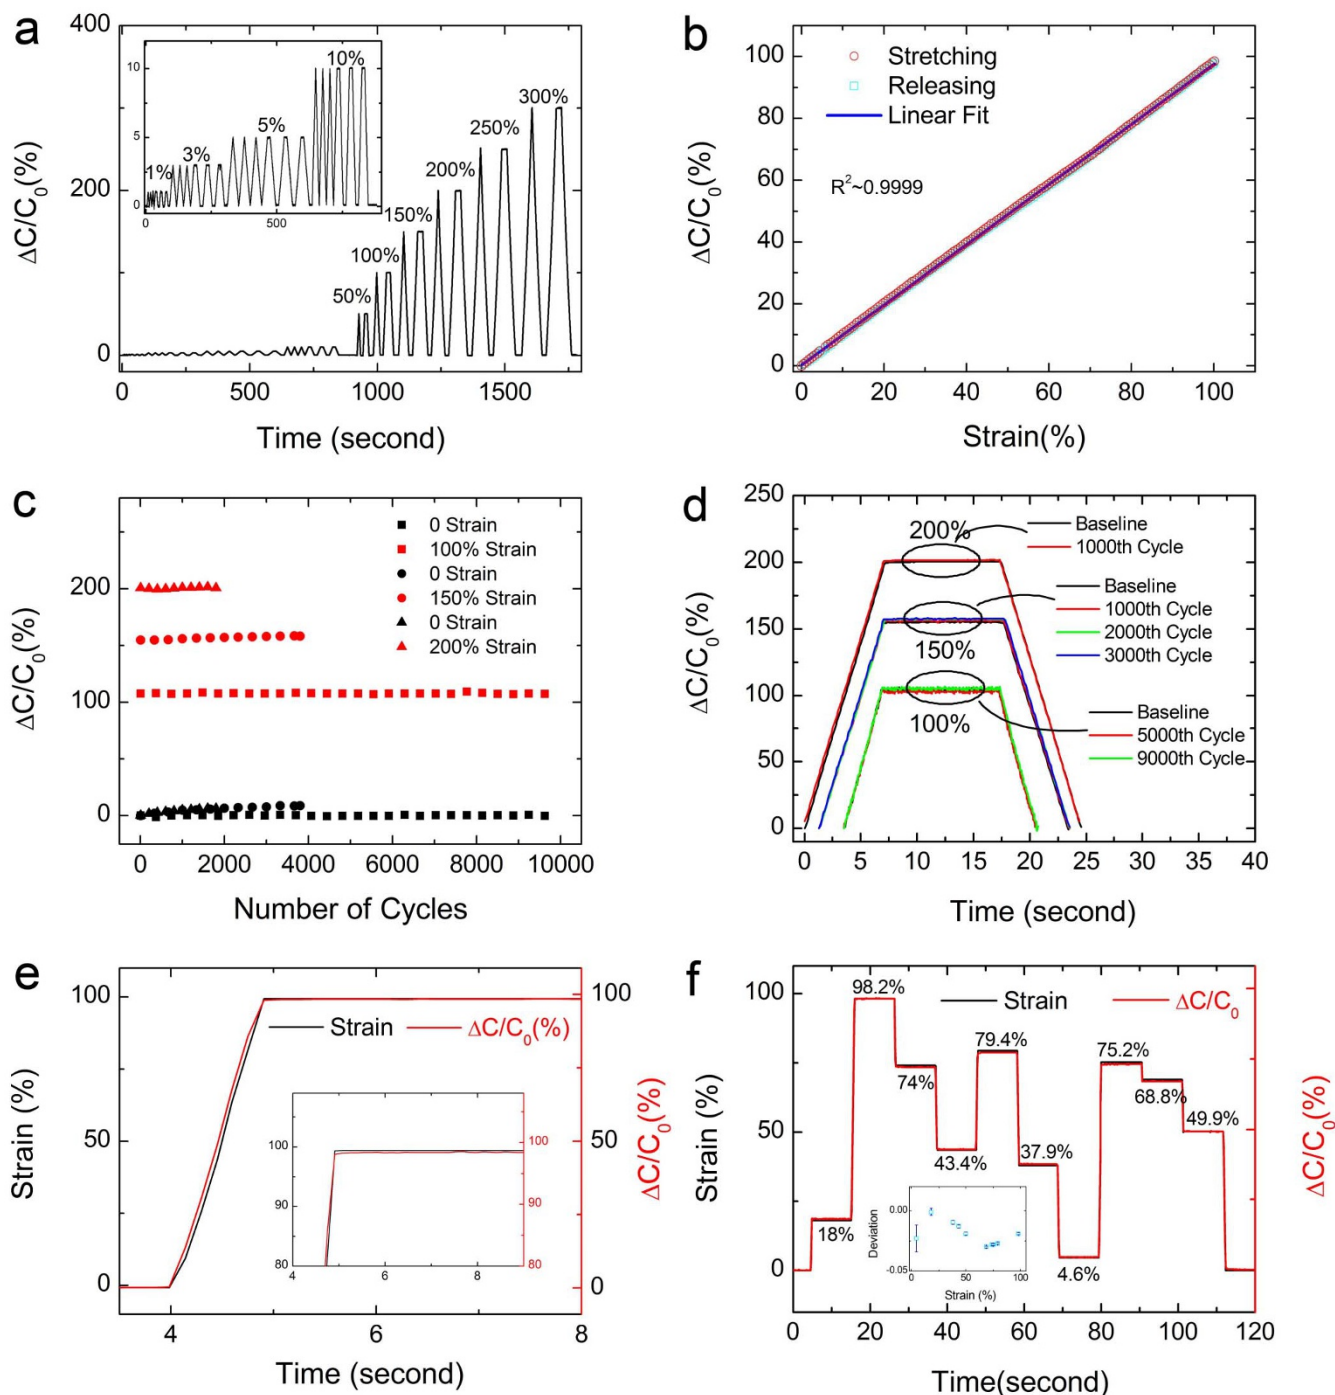 a
400
200
0
ΔC/C0(%)
0
500
1000
1500
Time (second)
50%
100%
150%
200%
250%
300%
10
5
0
0
500
1%
3%
5%
10%
b
100
80
60
40
20
0
ΔC/C0(%)
Stretching
Releasing
Linear Fit
R2~0.9999
0
20
40
60
80
100
Strain(%)
c
200
100
0
ΔC/C0(%)
0 Strain
100% Strain
0 Strain
150% Strain
0 Strain
200% Strain
0
2000
4000
6000
8000
10000
Number of Cycles
d
250
200
150
100
50
0
ΔC/C0(%)
200%
150%
100%
Baseline
1000th Cycle
Baseline
1000th Cycle
2000th Cycle
3000th Cycle
Baseline
5000th Cycle
9000th Cycle
0
5
10
15
20
25
30
35
40
Time (second)
e
100
50
0
Strain (%)
Strain
ΔC/C0(%)
100
90
80
100
90
80
4
6
8
100
50
0
ΔC/C0(%)
4
6
8
Time (second)
f
100
50
0
Strain (%)
Strain
ΔC/C0
18%
98.2%
74%
43.4%
79.4%
37.9%
4.6%
75.2%
68.8%
49.9%
0.00
-0.05
Deviation
0
50
100
Strain (%)
ΔC/C0(%)
0
20
40
60
80
100
120
Time(second)